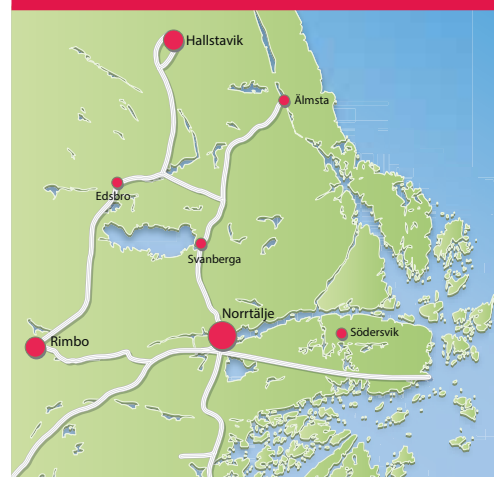 Hallstavik
Älmsta
Edsbro
Svanberga
Norrtälje
Södersvik
Rimbo